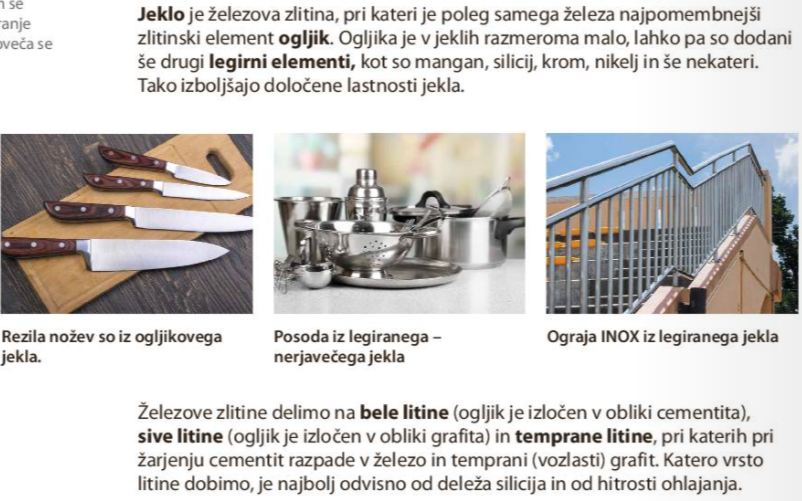 ranje
oveča se
Jeklo je železova zlitina, pri kateri je poleg samega železa najpomembnejši
zlitinski element ogljik. Ogljika je v jeklih razmeroma malo, lahko pa so dodani
še drugi legirni elementi, kot so mangan, silicij, krom, nikelj in še nekateri.
Tako izboljšajo določene lastnosti jekla.
Rezila nožev so iz ogljikovega
jekla.
Posoda iz legiranega –
nerjavečega jekla
Ograja INOX iz legiranega jekla
Železove zlitine delimo na bele litine (ogljik je izločen v obliki cementita),
sive litine (ogljik je izločen v obliki grafita) in temprane litine, pri katerih pri
žarjenju cementit razpade v železo in temprani (vozlasti) grafit. Katero vrsto
litine dobimo, je najbolj odvisno od deleža silicija in od hitrosti ohlajanja.